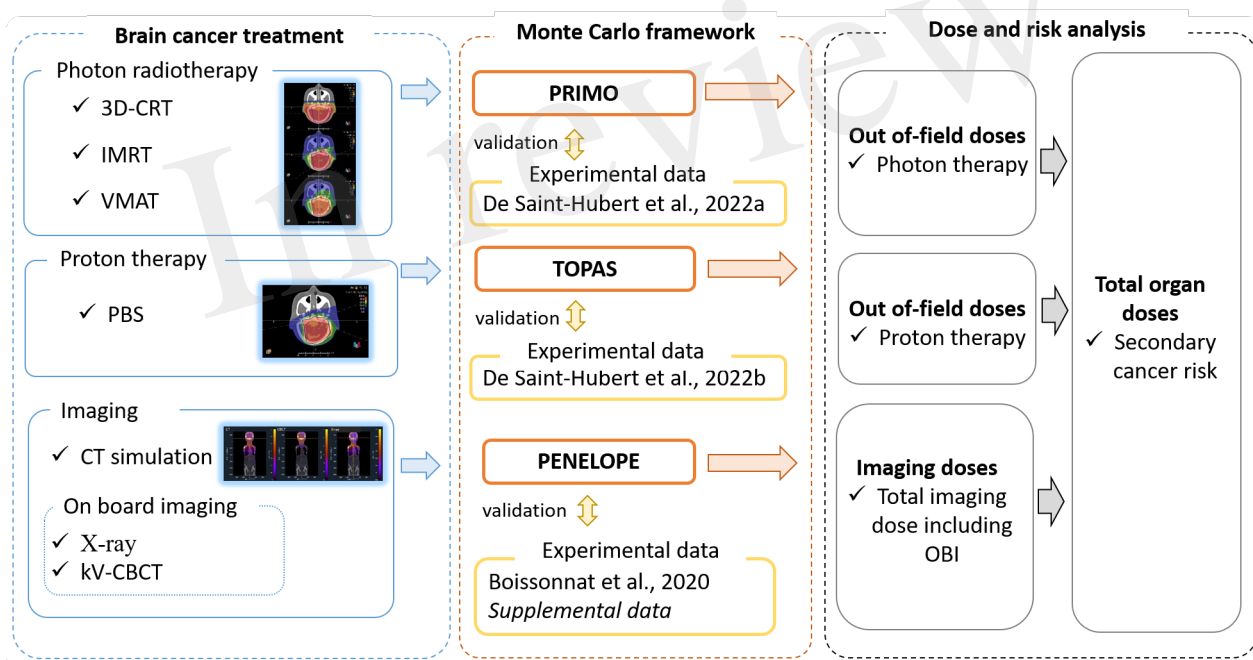 In review
Brain cancer treatment
Photon radiotherapy
✓ 3D-CRT
✓ IMRT
✓ VMAT
Proton therapy
✓ PBS
Imaging
✓ CT simulation
On board imaging
✓ X-ray
✓ kV-CBCT
Monte Carlo framework
PRIMO
validation
Experimental data
De Saint-Hubert et al., 2022a
TOPAS
validation
Experimental data
De Saint-Hubert et al., 2022b
PENELOPE
validation
Experimental data
Boissonnat et al., 2020
Supplemental data
Dose and risk analysis
Out of-field doses
✓ Photon therapy
Out of-field doses
✓ Proton therapy
Imaging doses
✓ Total imaging
dose including
OBI
Total organ
doses
✓ Secondary
cancer risk